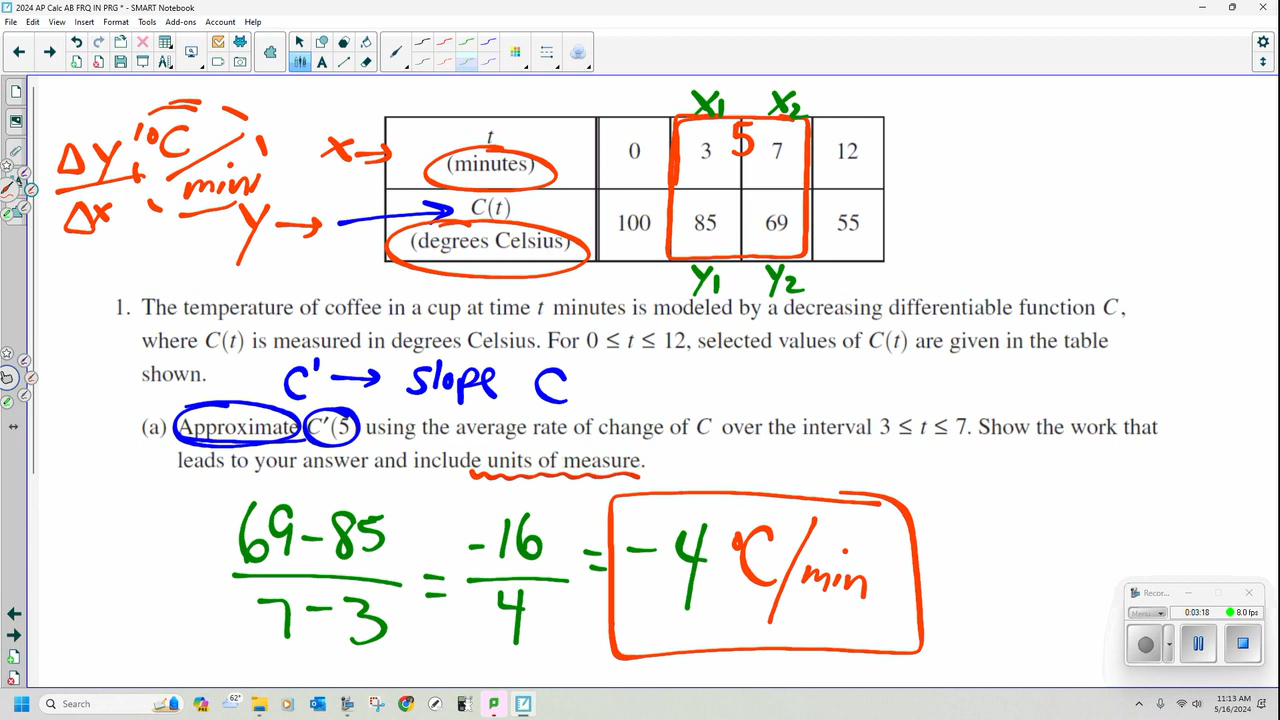 2024 AP Calc AB FRQ IN PRG * - SMART Notebook
File Edit View Insert Format Tools Add-ons Account Help
X1 X2
ΔY °C
Δx min
x → t (minutes) 0 3 5 7 12
y → C(t) (degrees Celsius) 100 85 69 55
Y1 Y2
1. The temperature of coffee in a cup at time t minutes is modeled by a decreasing differentiable function C,
where C(t) is measured in degrees Celsius. For 0 ≤ t ≤ 12, selected values of C(t) are given in the table
shown.
C' → slope C
(a) Approximate C′(5) using the average rate of change of C over the interval 3 ≤ t ≤ 7. Show the work that
leads to your answer and include units of measure.
69-85 / 7-3 = -16 / 4 = -4 °C/min
Recor...
Menu 0:03:18 8.0 fps
Search
62°
11:13 AM
5/16/2024